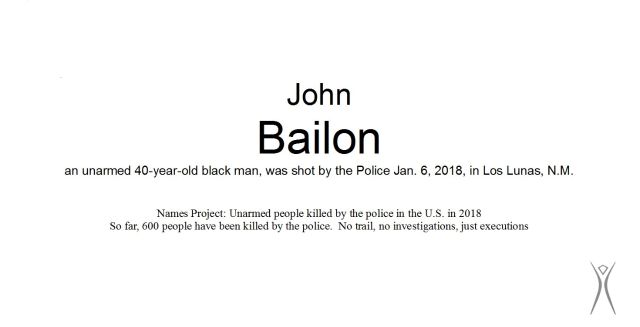 John
Bailon
an unarmed 40-year-old black man, was shot by the Police Jan. 6, 2018, in Los Lunas, N.M.
Names Project: Unarmed people killed by the police in the U.S. in 2018
So far, 600 people have been killed by the police.  No trail, no investigations, just executions